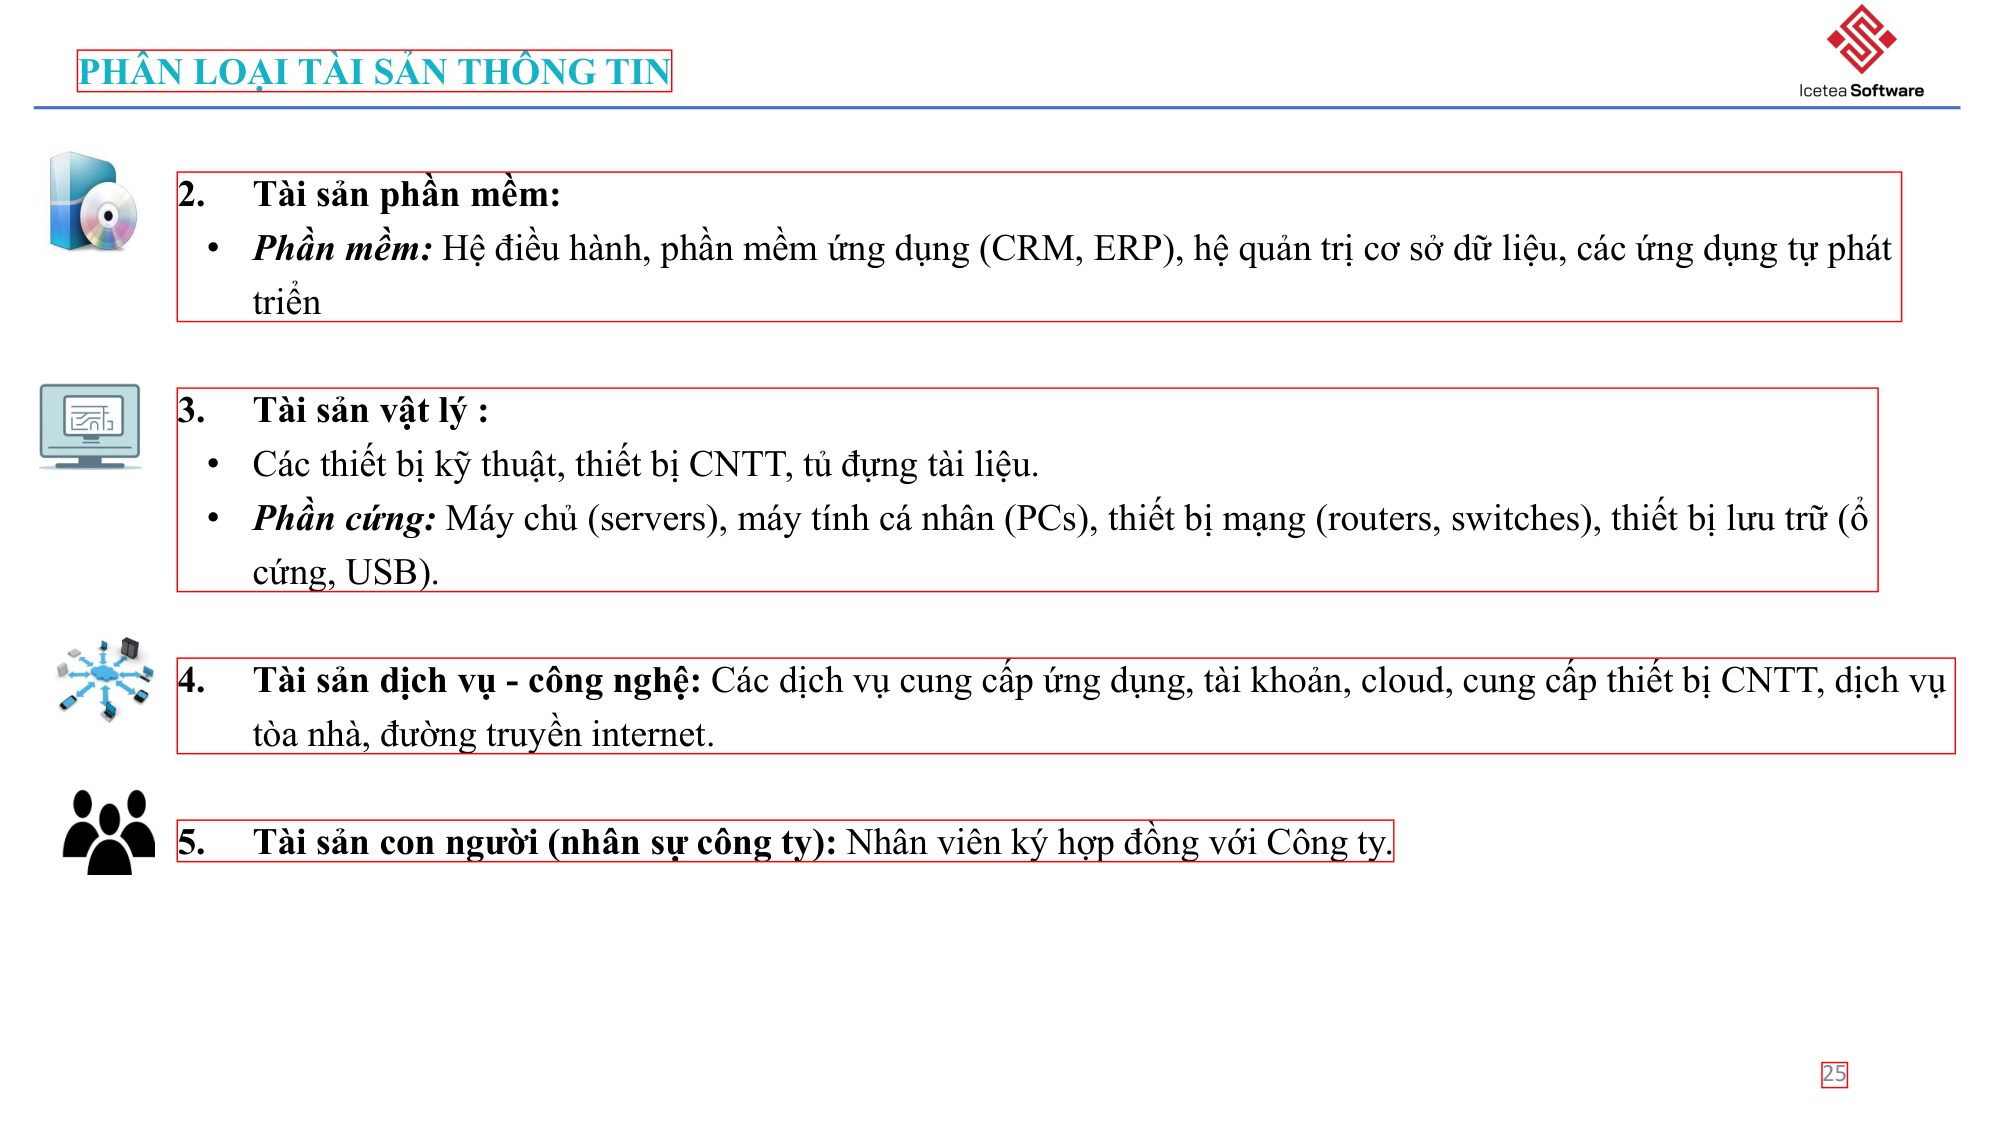 PHÂN LOẠI TÀI SẢN THÔNG TIN
Icetea Software
2. Tài sản phần mềm:
• Phần mềm: Hệ điều hành, phần mềm ứng dụng (CRM, ERP), hệ quản trị cơ sở dữ liệu, các ứng dụng tự phát
triển
3. Tài sản vật lý :
• Các thiết bị kỹ thuật, thiết bị CNTT, tủ đựng tài liệu.
• Phần cứng: Máy chủ (servers), máy tính cá nhân (PCs), thiết bị mạng (routers, switches), thiết bị lưu trữ (ổ
cứng, USB).
4. Tài sản dịch vụ - công nghệ: Các dịch vụ cung cấp ứng dụng, tài khoản, cloud, cung cấp thiết bị CNTT, dịch vụ
tòa nhà, đường truyền internet.
5. Tài sản con người (nhân sự công ty): Nhân viên ký hợp đồng với Công ty.
25